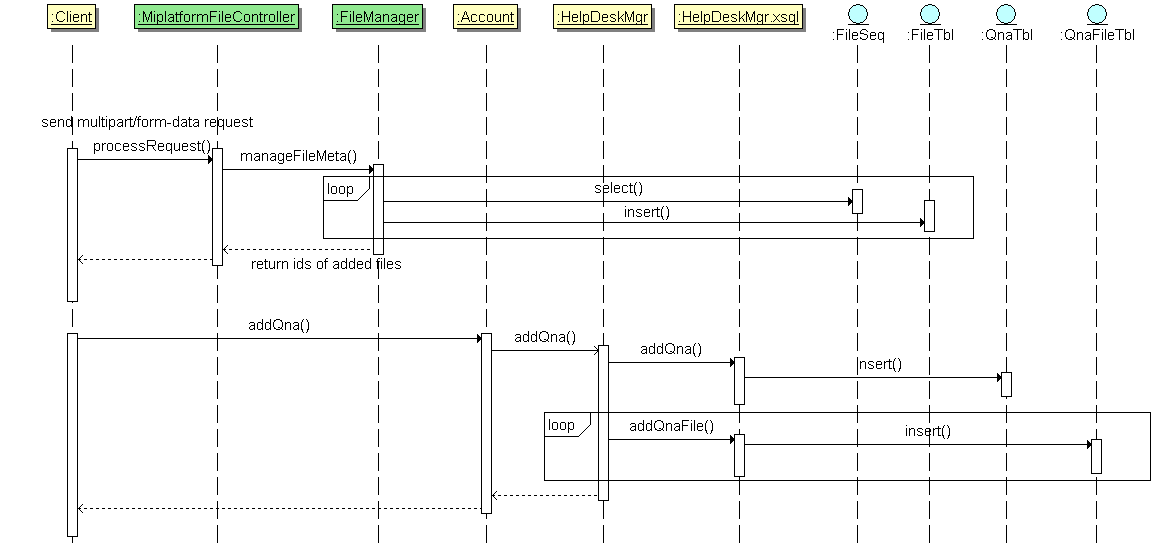 :Client
:MiplatformFileController
:FileManager
:Account
:HelpDeskMgr
:HelpDeskMgr.xsql
:FileSeq
:FileTbl
:QnaTbl
:QnaFileTbl
send multipart/form-data request
processRequest()
manageFileMeta()
loop
select()
insert()
return ids of added files
addQna()
addQna()
addQna()
insert()
loop
addQnaFile()
insert()